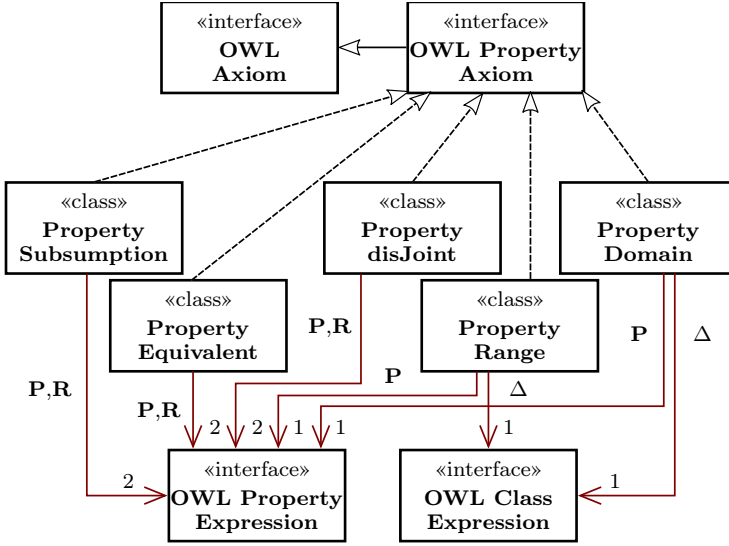 «interface»
OWL
Axiom
«interface»
OWL Property
Axiom
«class»
Property
Subsumption
«class»
Property
disJoint
«class»
Property
Domain
«class»
Property
Equivalent
«class»
Property
Range
P,R
P,R
P,R
P
Δ
P
Δ
2
2
2
1
1
1
1
«interface»
OWL Property
Expression
«interface»
OWL Class
Expression